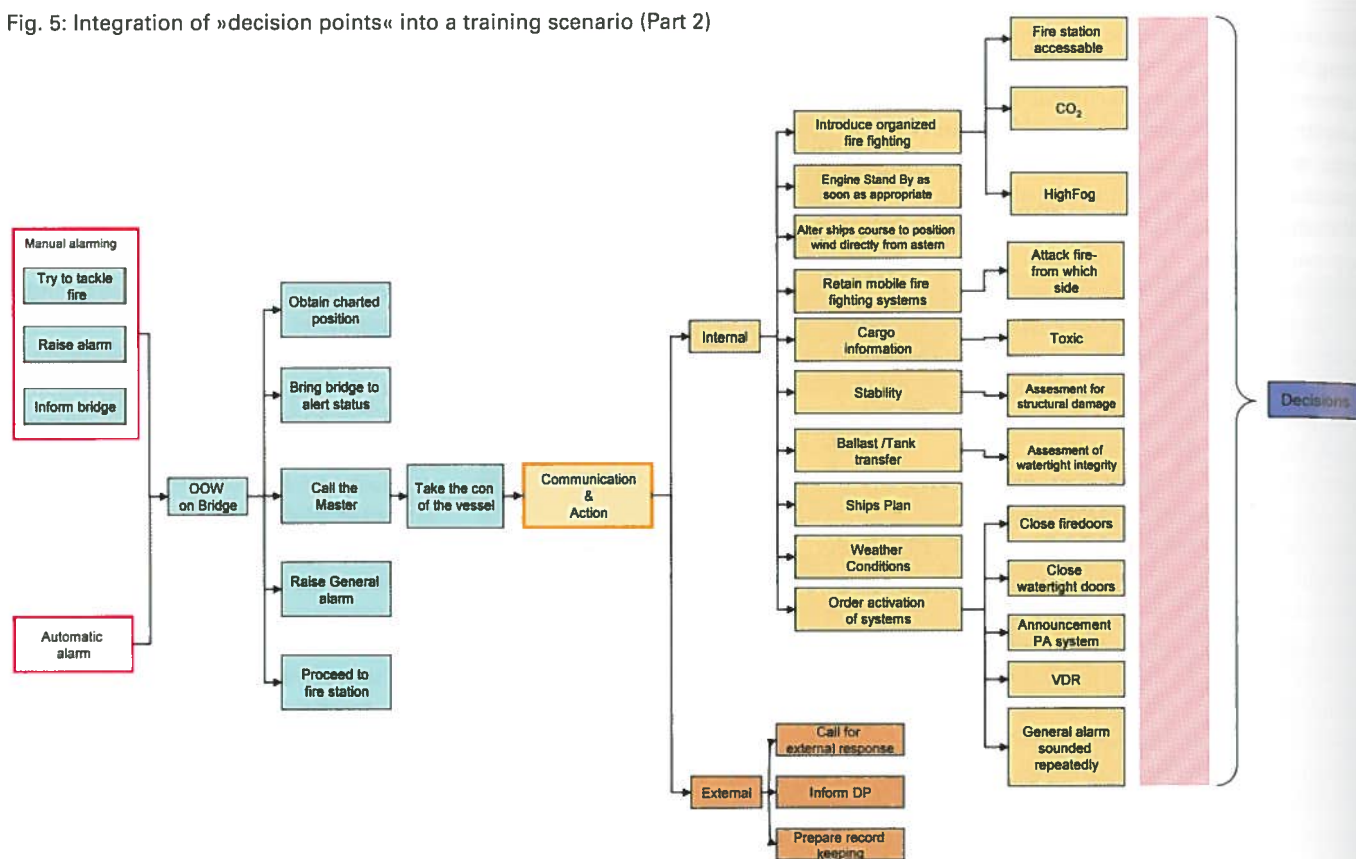 Fig. 5: Integration of »decision points« into a training scenario (Part 2)
Manual alarming
Try to tackle
fire
Raise alarm
Inform bridge
Automatic
alarm
OOW
on Bridge
Obtain charted
position
Bring bridge to
alert status
Call the
Master
Raise General
alarm
Proceed to
fire station
Take the con
of the vessel
Communication
&
Action
Internal
External
Introduce organized
fire fighting
Engine Stand By as
soon as appropriate
Alter ships course to position
wind directly from astern
Retain mobile fire
fighting systems
Cargo
information
Stability
Ballast /Tank
transfer
Ships Plan
Weather
Conditions
Order activation
of systems
Call for
external response
Inform DP
Prepare record
keeping
Fire station
accessable
CO₂
HighFog
Attack fire-
from which
side
Toxic
Assesment for
structural damage
Assesment of
watertight integrity
Close firedoors
Close
watertight doors
Announcement
PA system
VDR
General alarm
sounded
repeatedly
Decisions